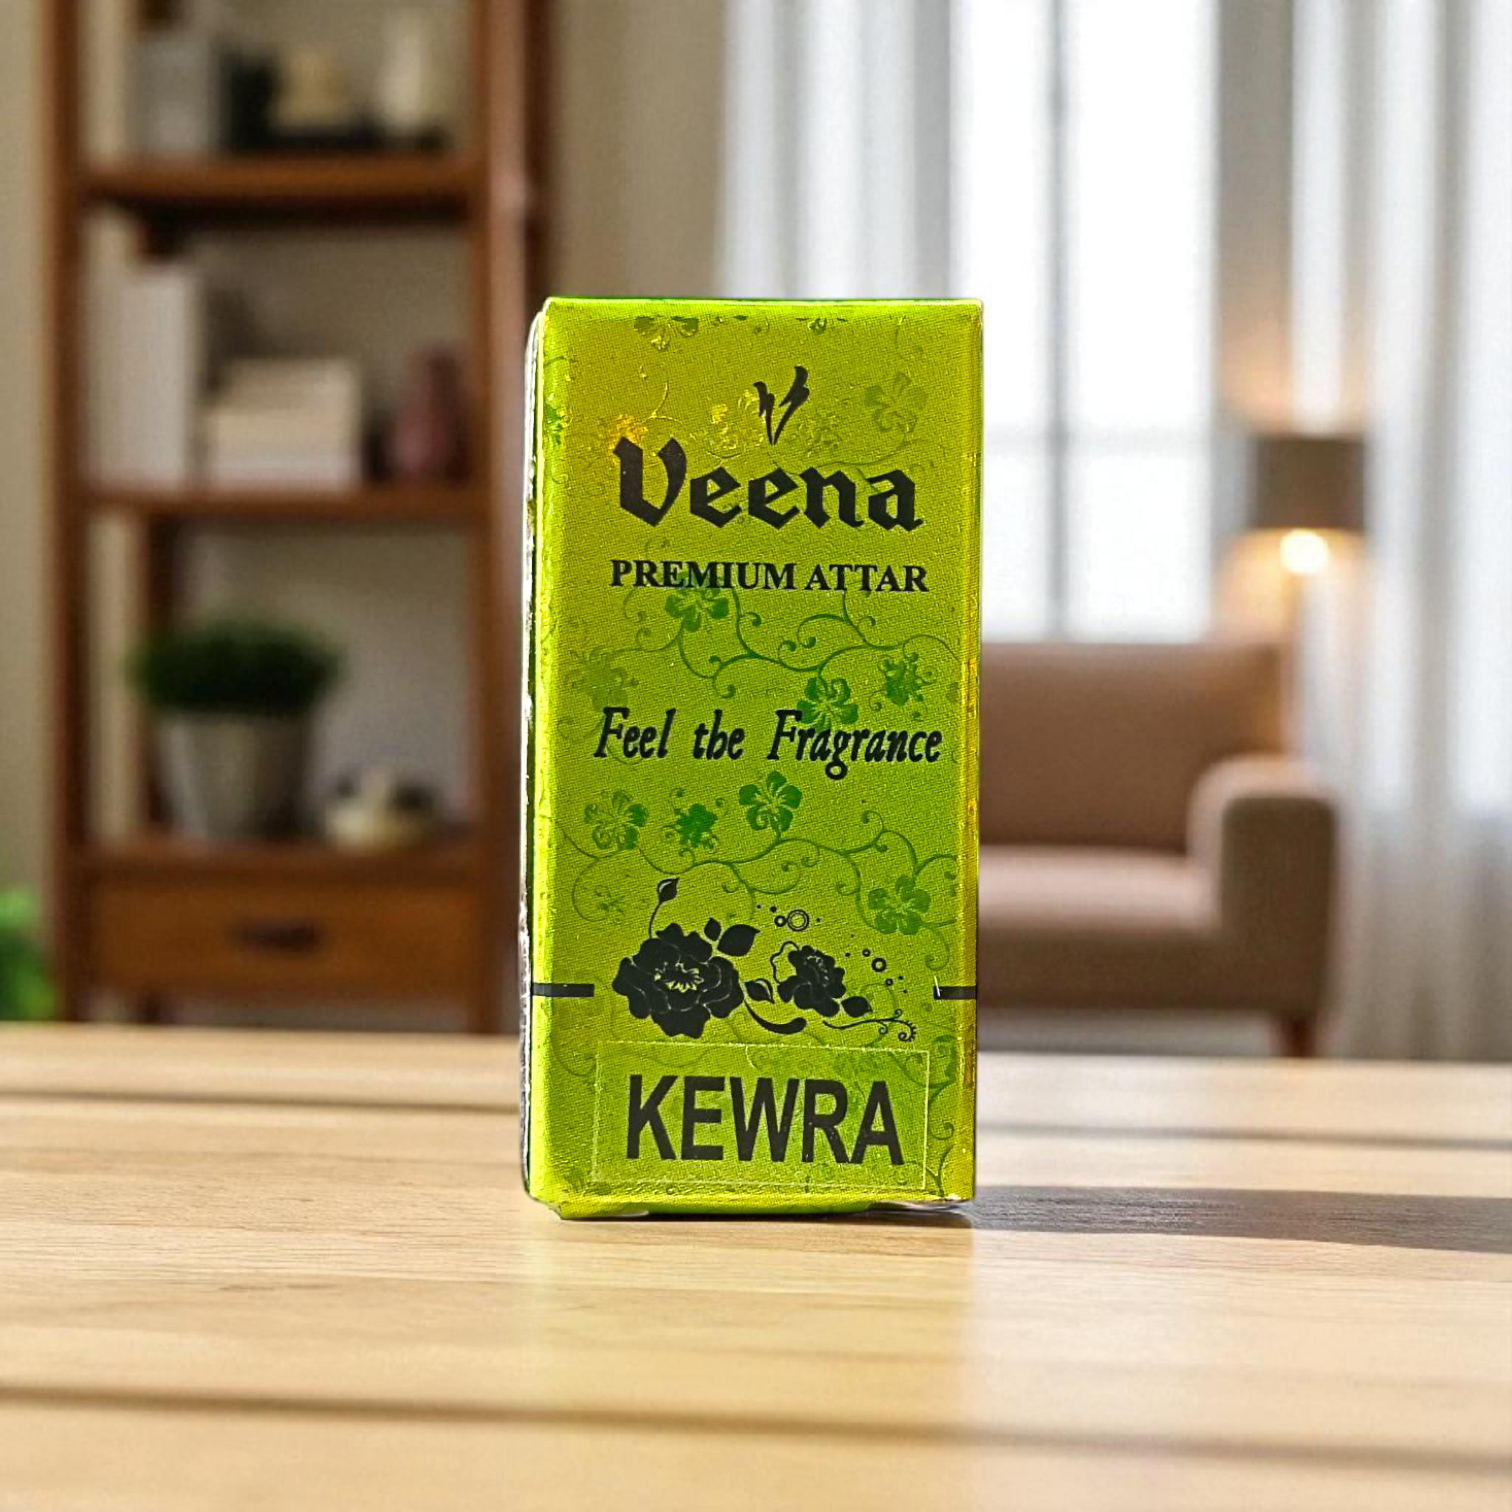 Veena
PREMIUM ATTAR
Feel the Fragrance
KEWRA